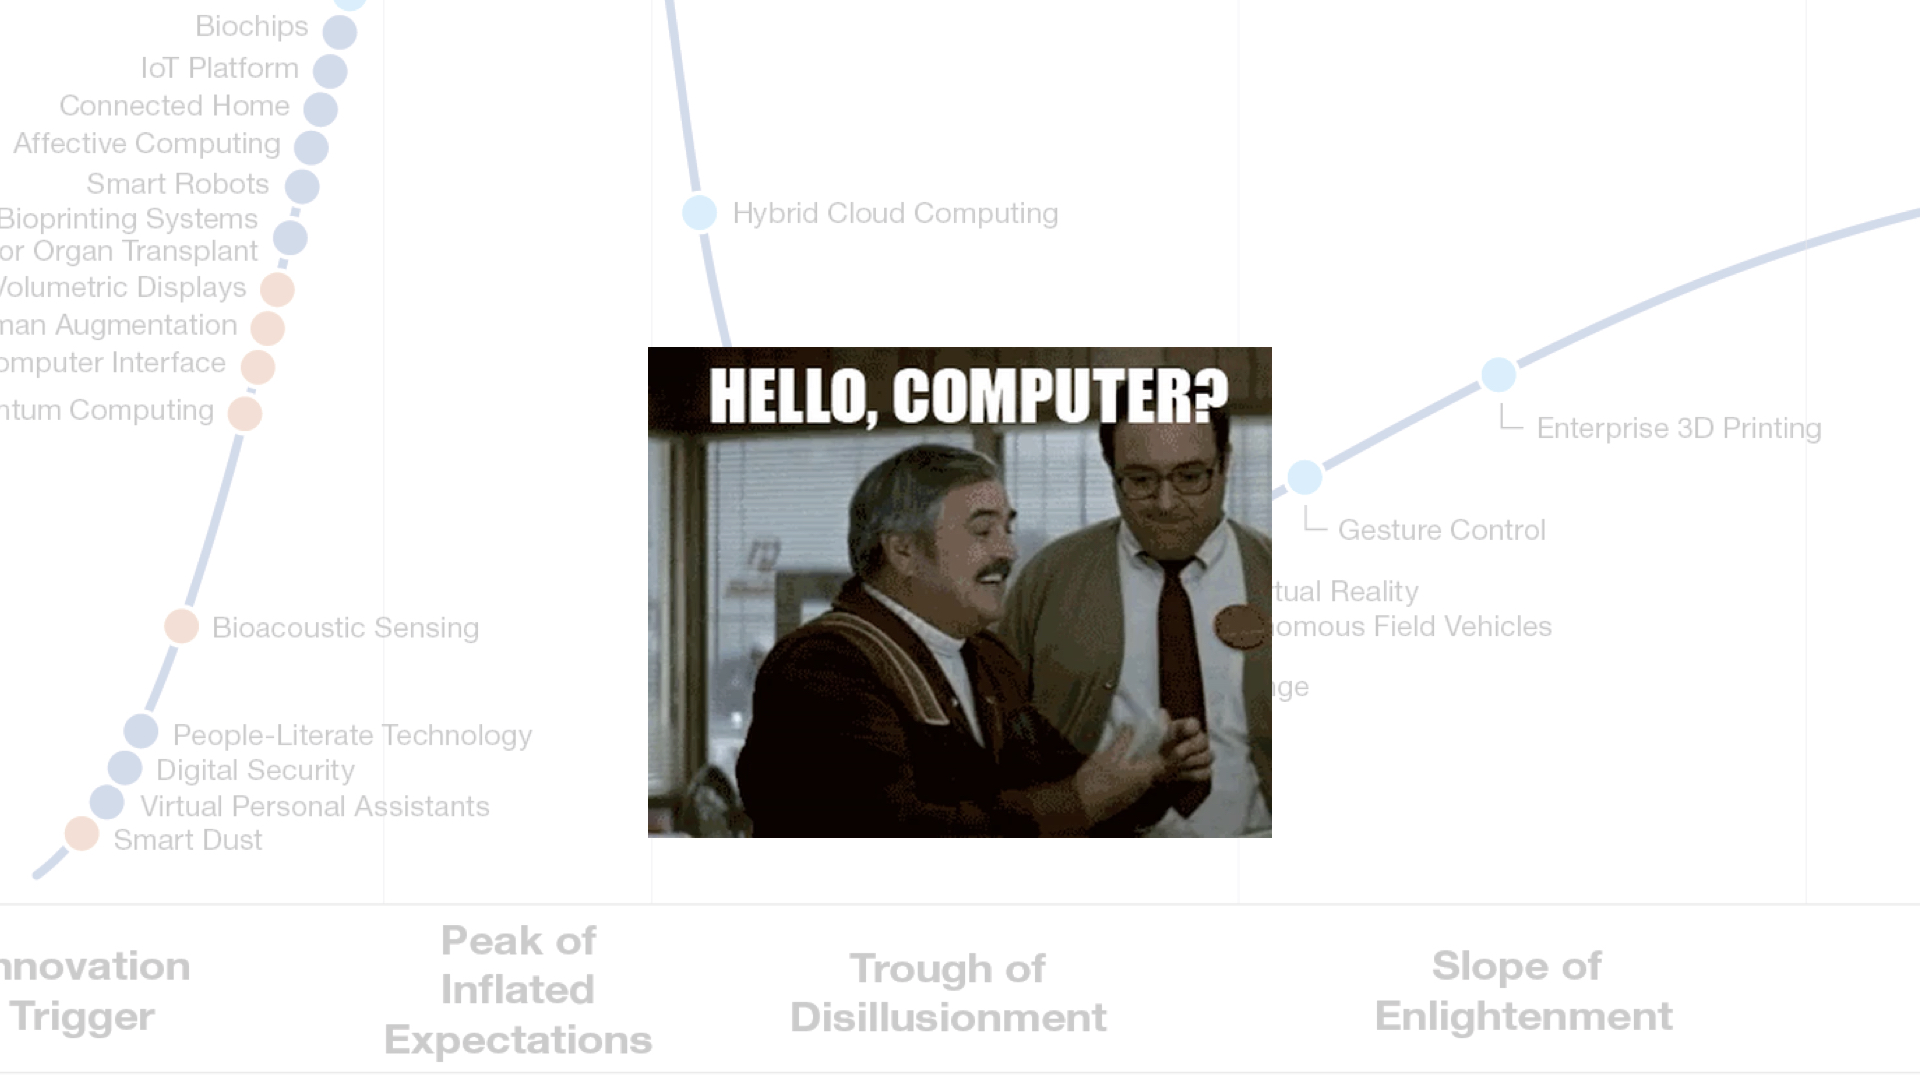 Biochips
IoT Platform
Connected Home
Affective Computing
Smart Robots
Bioprinting Systems
or Organ Transplant
Volumetric Displays
man Augmentation
omputer Interface
ntum Computing
Bioacoustic Sensing
People-Literate Technology
Digital Security
Virtual Personal Assistants
Smart Dust
Hybrid Cloud Computing
HELLO, COMPUTER?
Enterprise 3D Printing
Gesture Control
tual Reality
nomous Field Vehicles
nge
nnovation
Trigger
Peak of
Inflated
Expectations
Trough of
Disillusionment
Slope of
Enlightenment